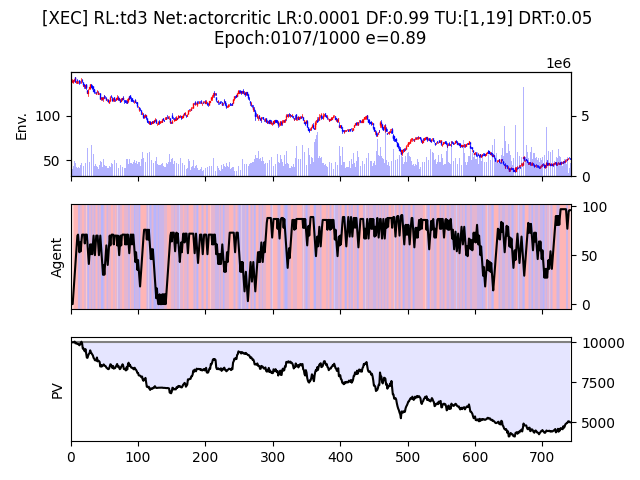 [XEC] RL:td3 Net:actorcritic LR:0.0001 DF:0.99 TU:[1,19] DRT:0.05
Epoch:0107/1000 e=0.89
1e6
Env.
100
50
5
0
Agent
100
50
0
PV
10000
7500
5000
0 100 200 300 400 500 600 700